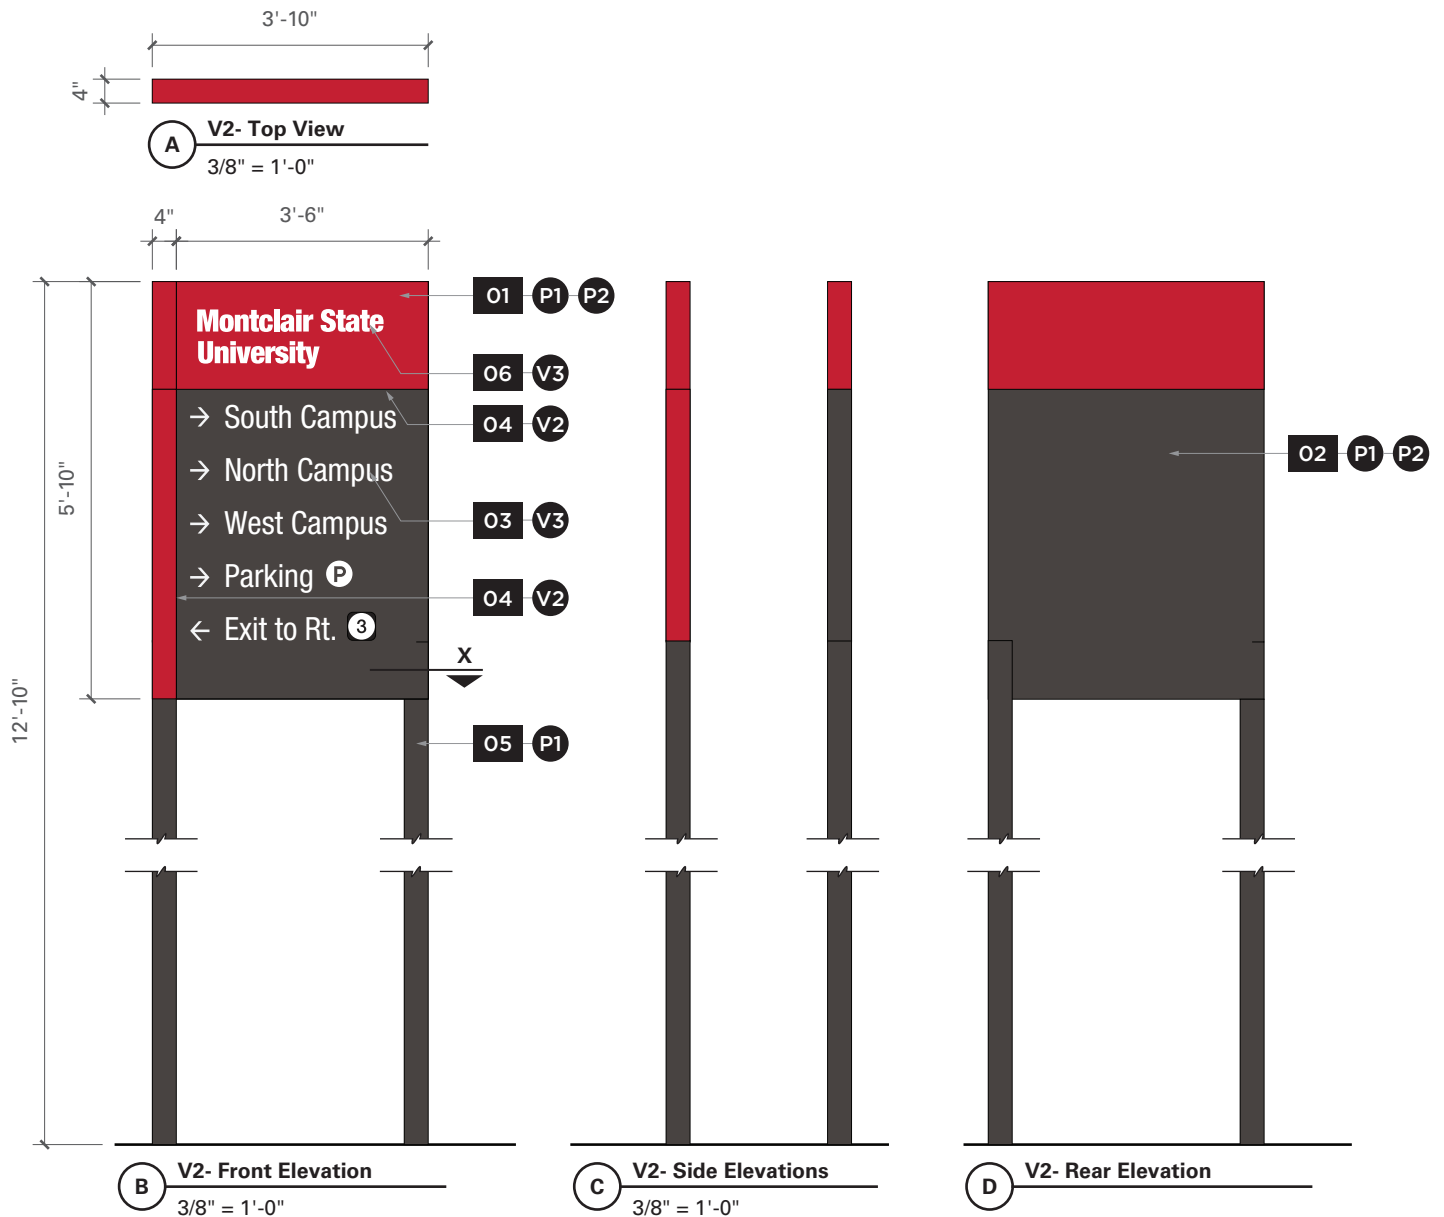 3'-10"
4"
A
V2- Top View
3/8" = 1'-0"
4"
3'-6"
12'-10"
5'-10"
Montclair State
University
→ South Campus
→ North Campus
→ West Campus
→ Parking P
← Exit to Rt. 3
X
01 P1 P2
06 V3
04 V2
03 V3
04 V2
05 P1
02 P1 P2
B
V2- Front Elevation
3/8" = 1'-0"
C
V2- Side Elevations
3/8" = 1'-0"
D
V2- Rear Elevation